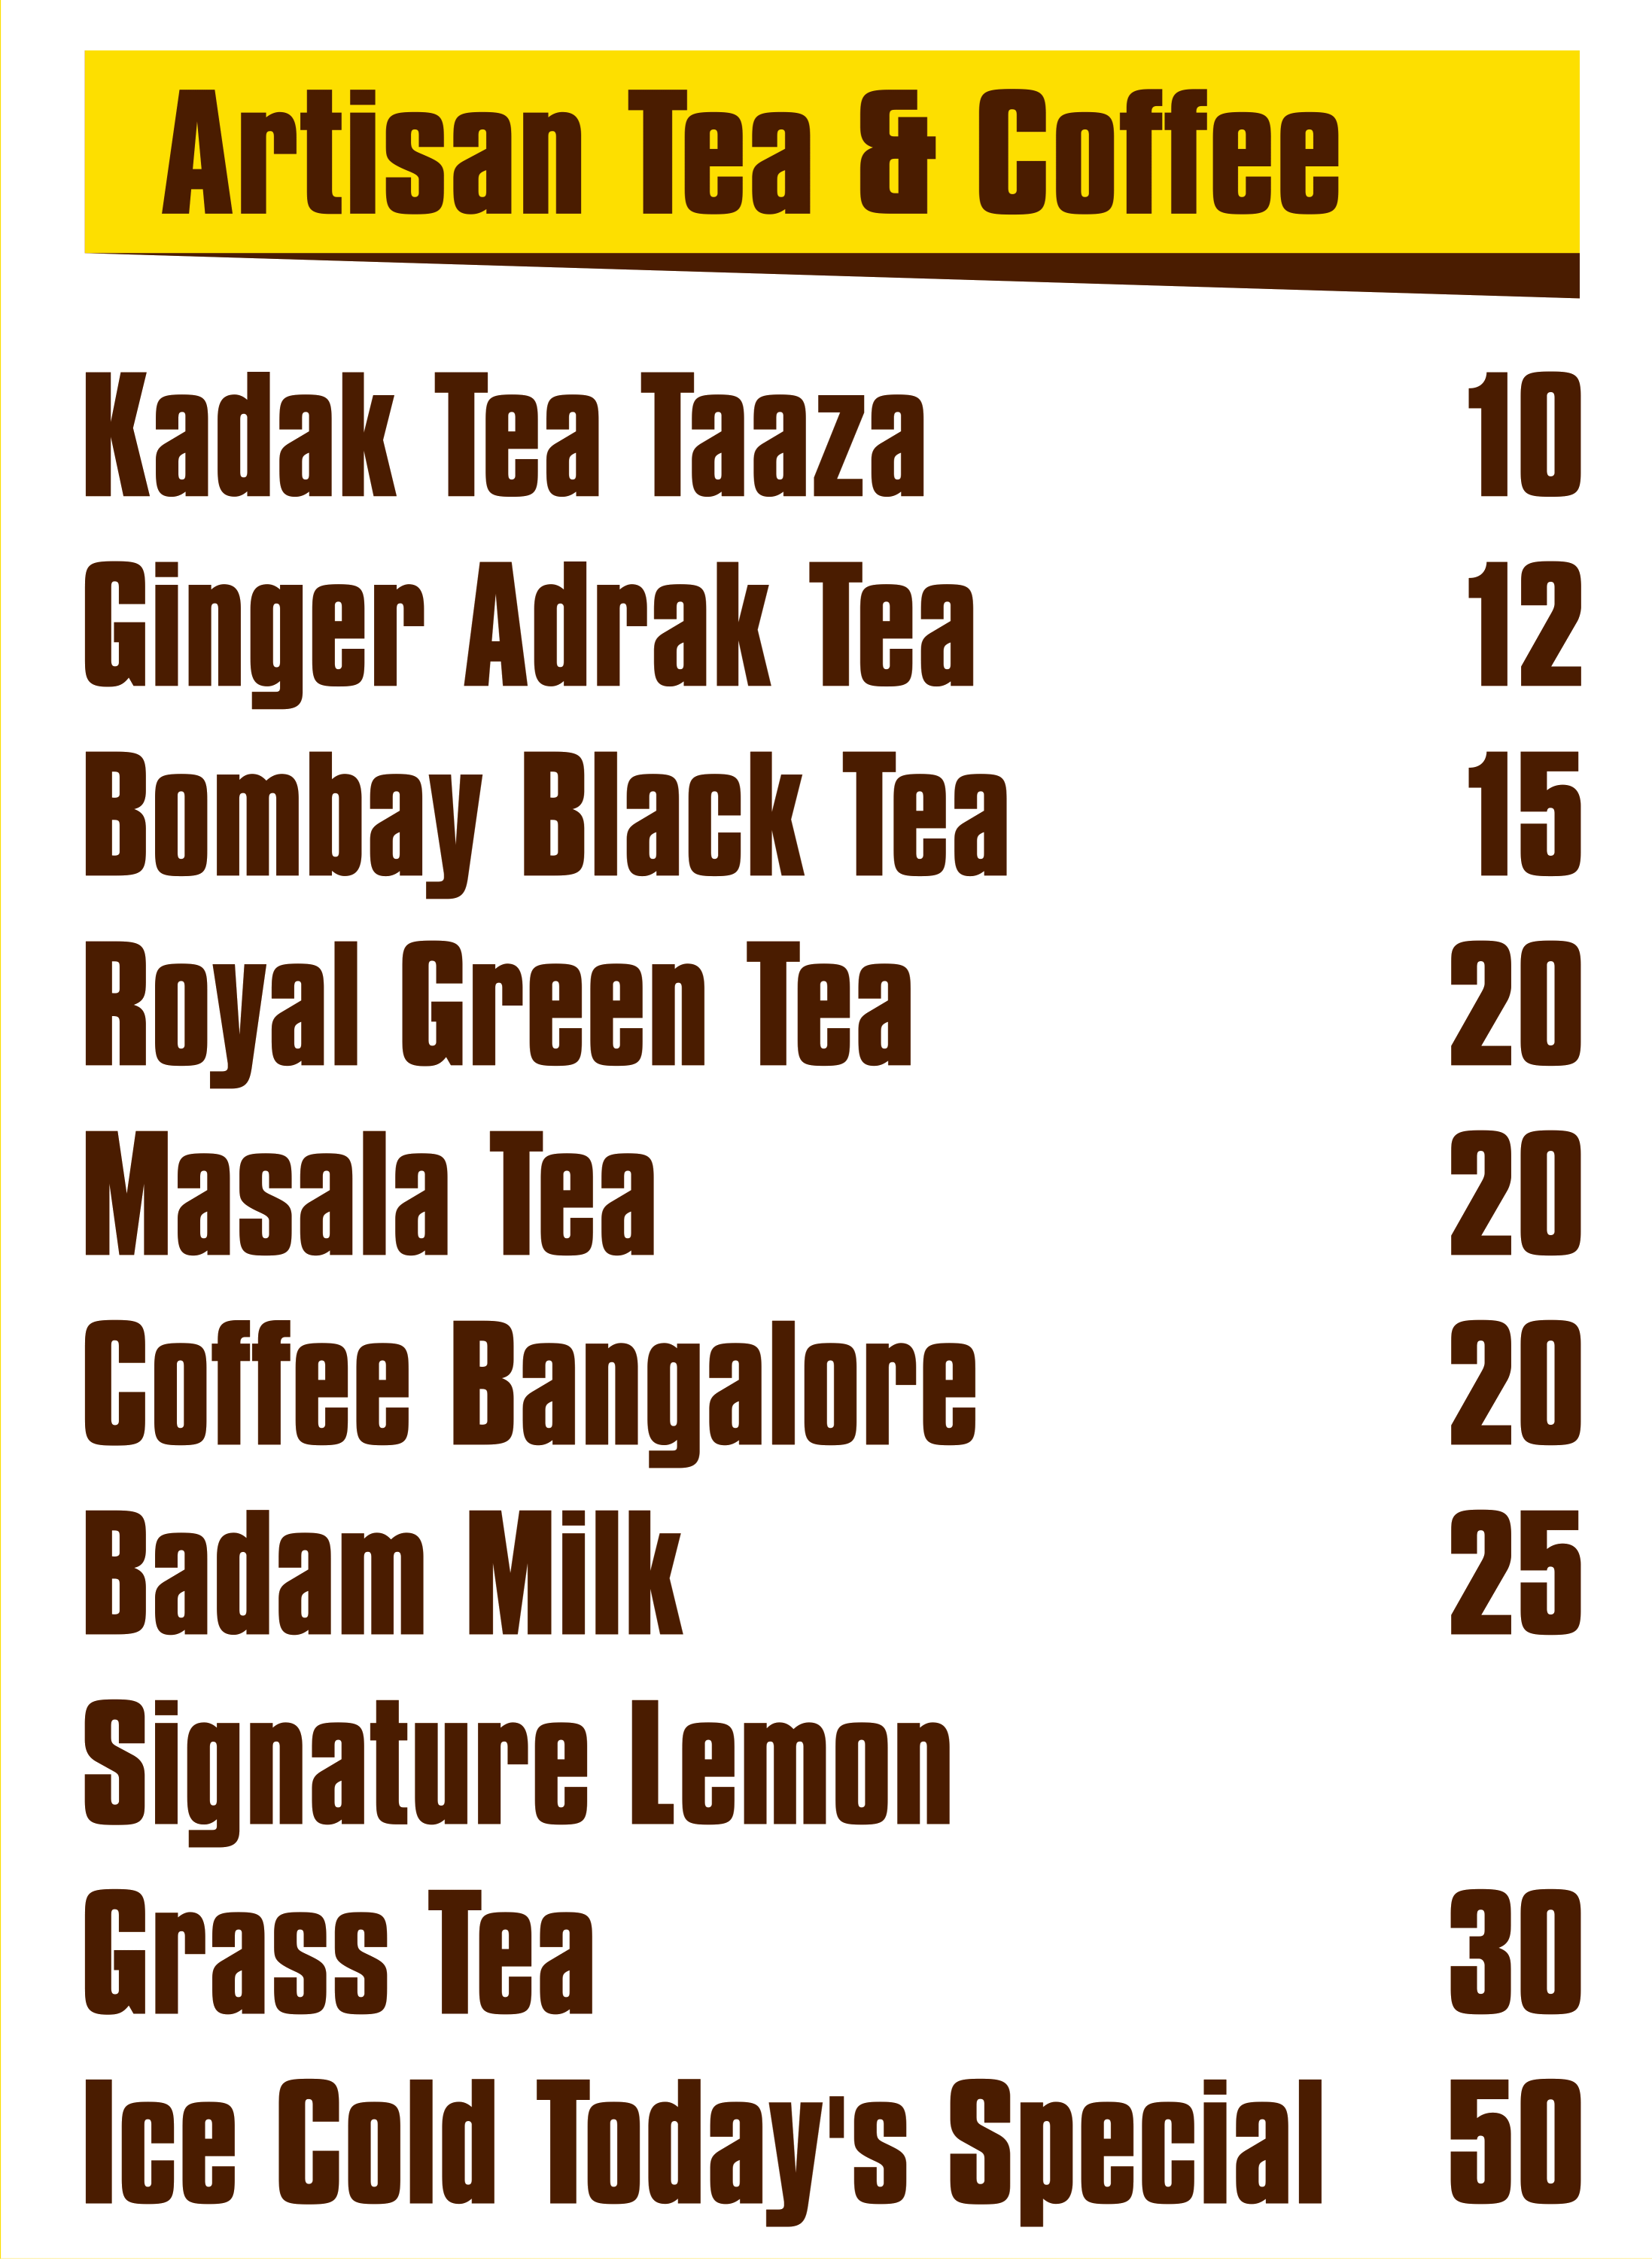 Artisan Tea & Coffee
Kadak Tea Taaza 10
Ginger Adrak Tea 12
Bombay Black Tea 15
Royal Green Tea 20
Masala Tea 20
Coffee Bangalore 20
Badam Milk 25
Signature Lemon
Grass Tea 30
Ice Cold Today's Special 50